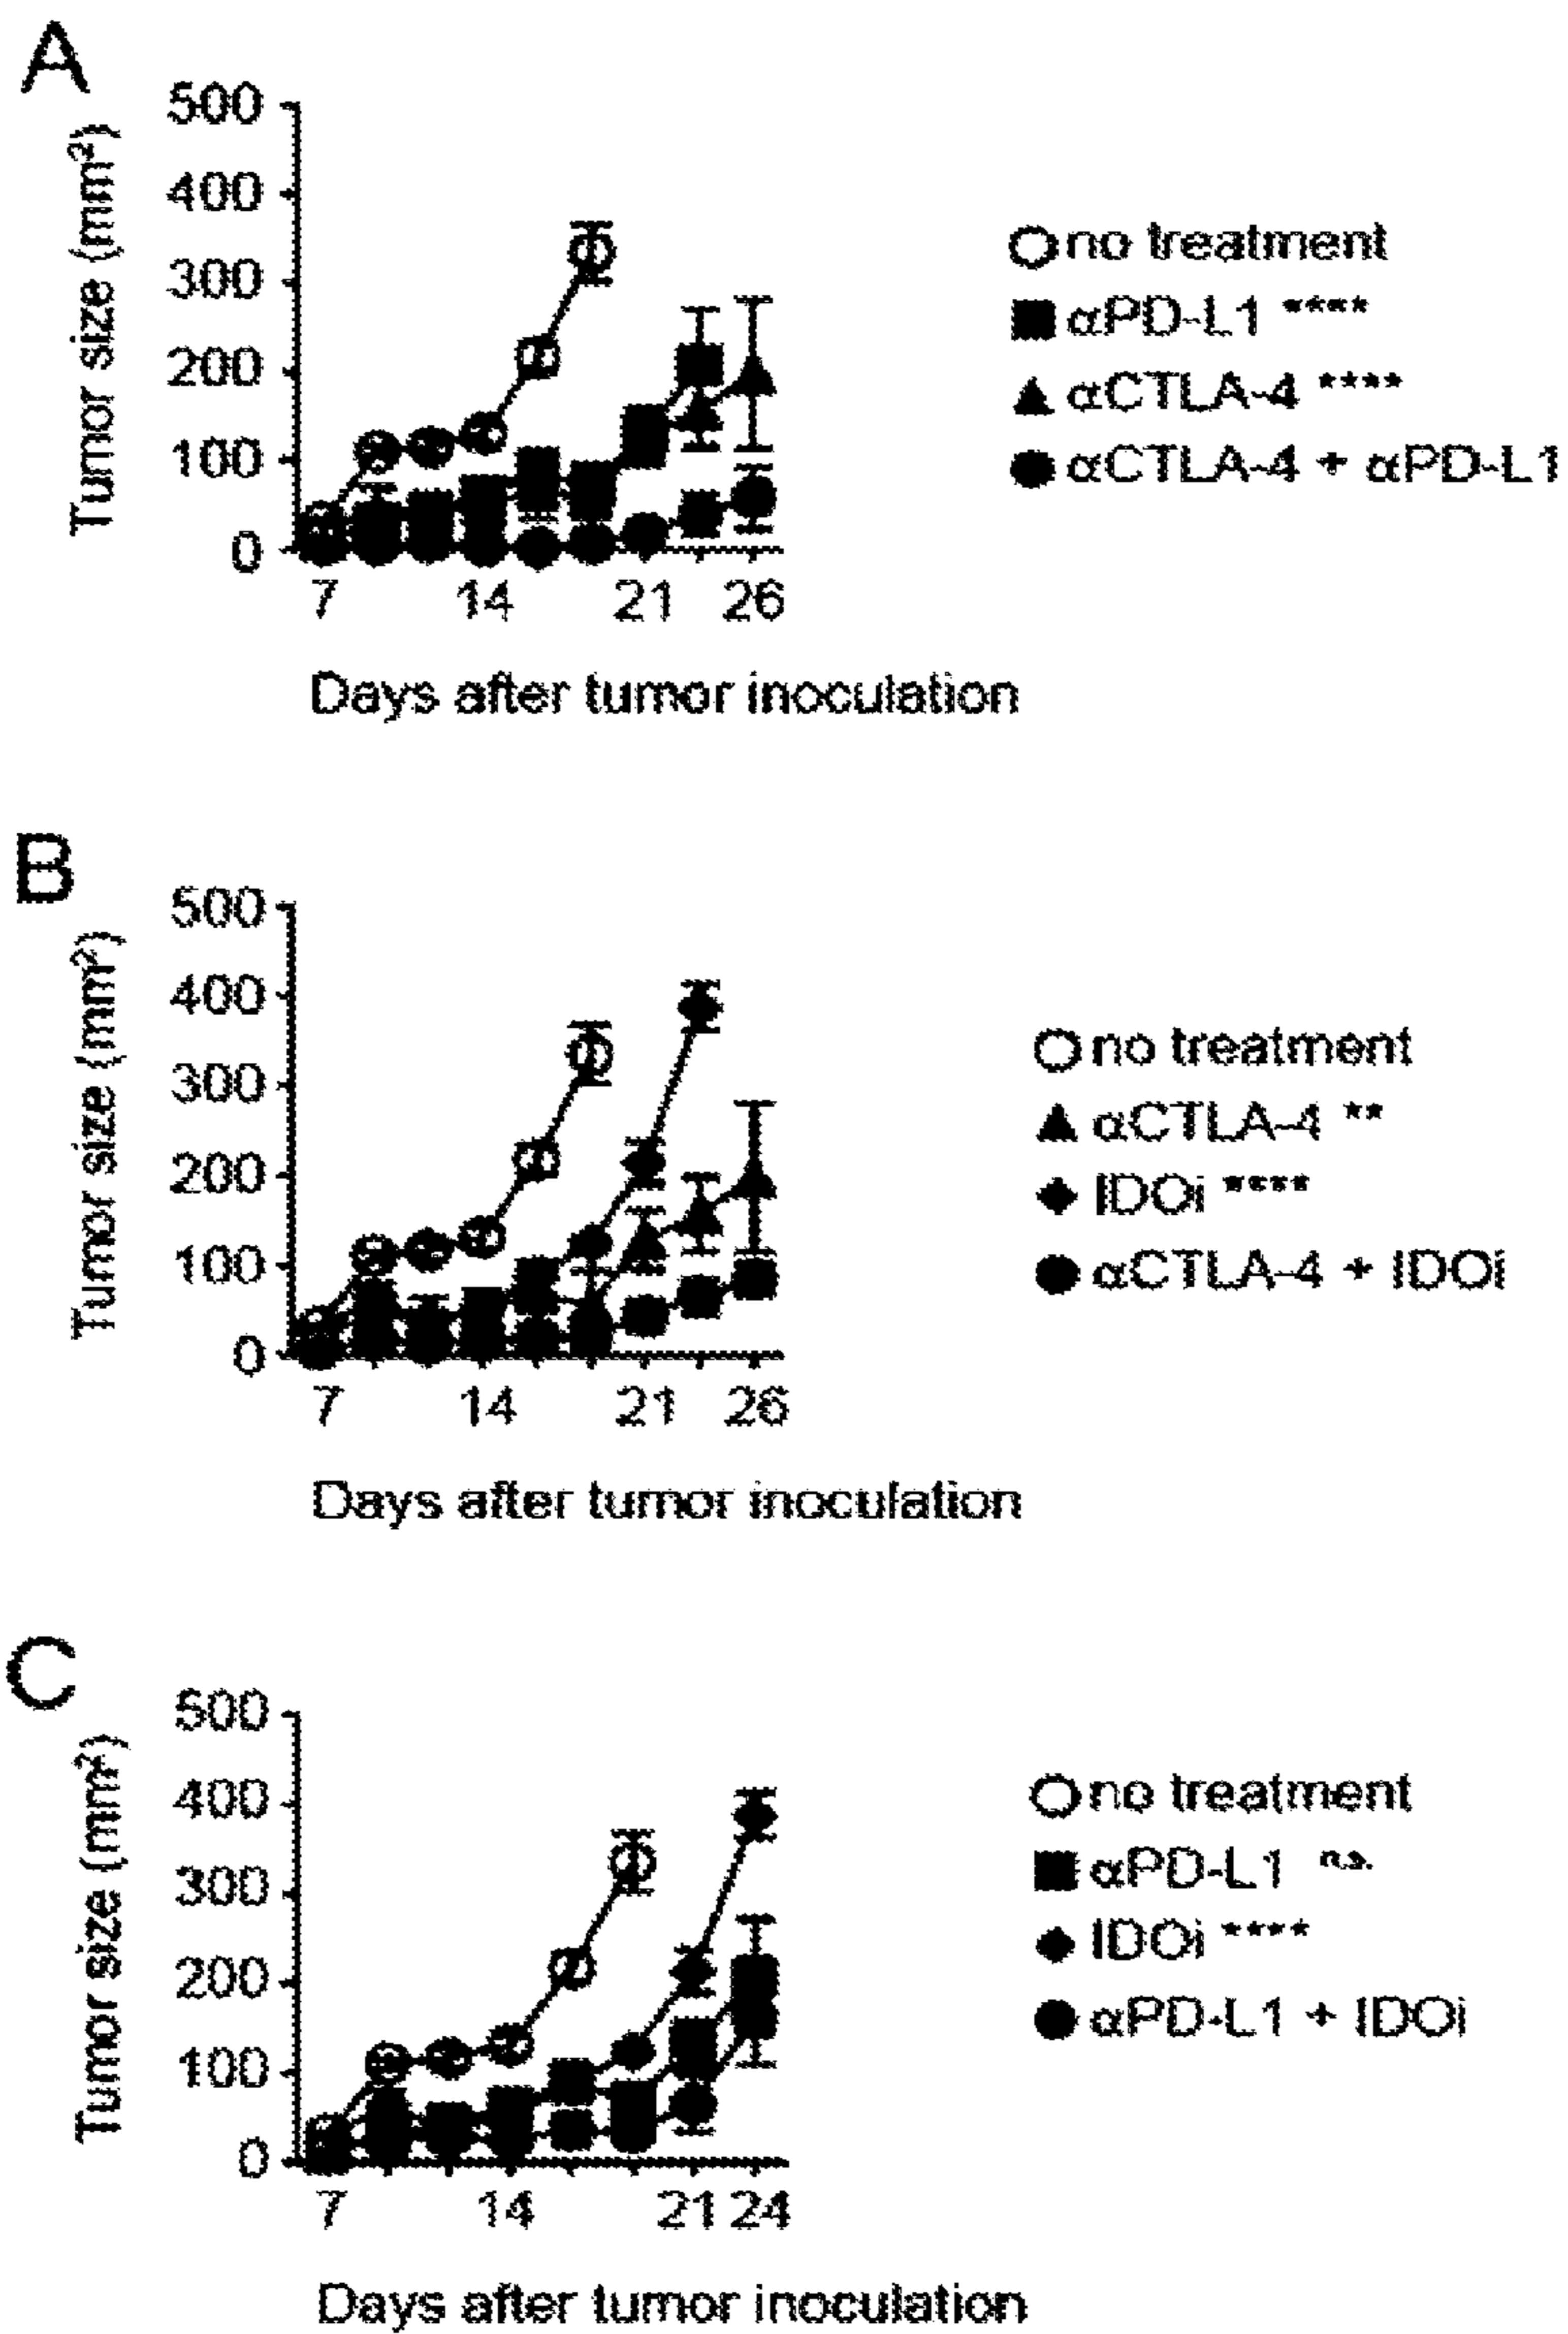 A
Tumor size (mm²)
500
400
300
200
100
0
7 14 21 26
Days after tumor inoculation
no treatment
αPD-L1 ****
αCTLA-4 ****
αCTLA-4 + αPD-L1
B
Tumor size (mm²)
500
400
300
200
100
0
7 14 21 26
Days after tumor inoculation
no treatment
αCTLA-4 **
IDOi ****
αCTLA-4 + IDOi
C
Tumor size (mm²)
500
400
300
200
100
0
7 14 21 24
Days after tumor inoculation
no treatment
αPD-L1 n.s.
IDOi ****
αPD-L1 + IDOi